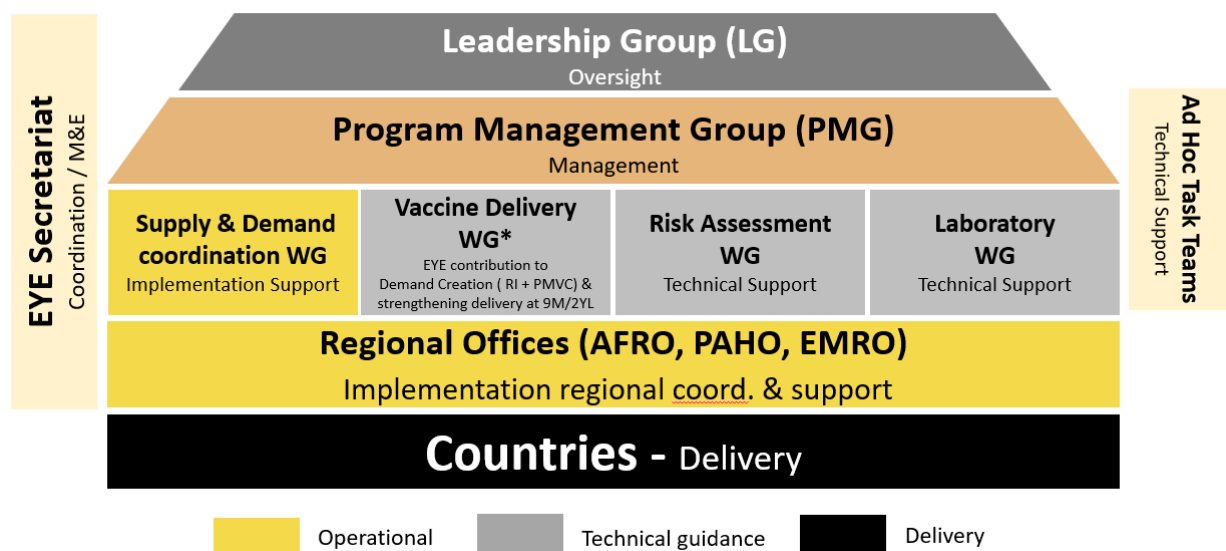 EYE Secretariat
Coordination / M&E
Leadership Group (LG)
Oversight
Program Management Group (PMG)
Management
Supply & Demand
coordination WG
Implementation Support
Vaccine Delivery
WG*
EYE contribution to
Demand Creation ( RI + PMVC) &
strengthening delivery at 9M/2YL
Risk Assessment
WG
Technical Support
Laboratory
WG
Technical Support
Ad Hoc Task Teams
Technical Support
Regional Offices (AFRO, PAHO, EMRO)
Implementation regional coord. & support
Countries - Delivery
Operational
Technical guidance
Delivery